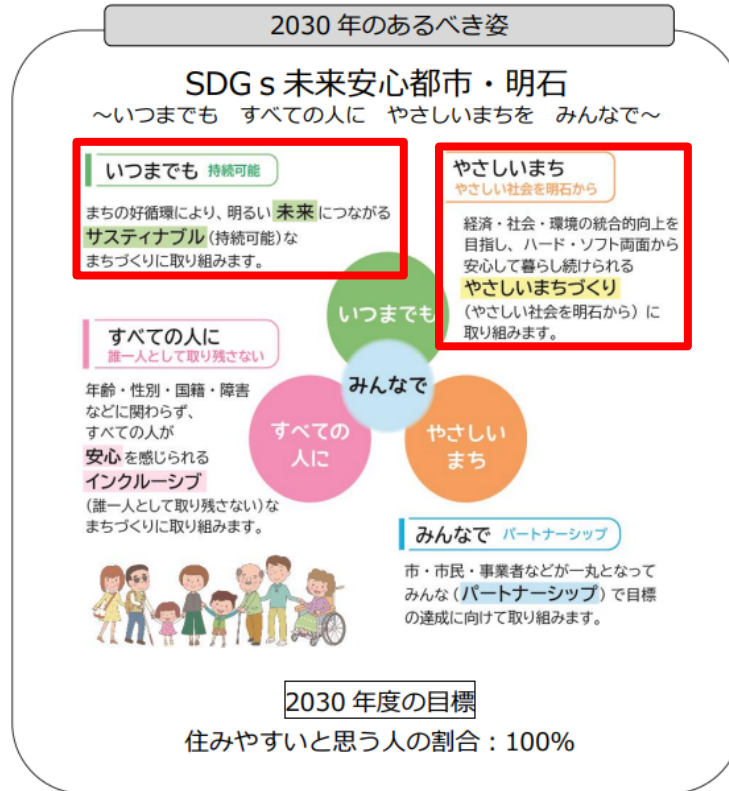 2030 年のあるべき姿
SDGｓ未来安心都市・明石
～いつまでも　すべての人に　やさしいまちを　みんなで～
いつまでも 持続可能
まちの好循環により、明るい 未来 につながる
サスティナブル（持続可能）な
まちづくりに取り組みます。
やさしいまち
やさしい社会を明石から
経済・社会・環境の統合的向上を
目指し、ハード・ソフト両面から
安心して暮らし続けられる
やさしいまちづくり
（やさしい社会を明石から）に
取り組みます。
すべての人に
誰一人として取り残さない
年齢・性別・国籍・障害
などに関わらず、
すべての人が
安心 を感じられる
インクルーシブ
（誰一人として取り残さない）な
まちづくりに取り組みます。
いつまでも
みんなで
すべての
人に
やさしい
まち
みんなで パートナーシップ
市・市民・事業者などが一丸となって
みんな（パートナーシップ）で目標
の達成に向けて取り組みます。
2030 年度の目標
住みやすいと思う人の割合：100%